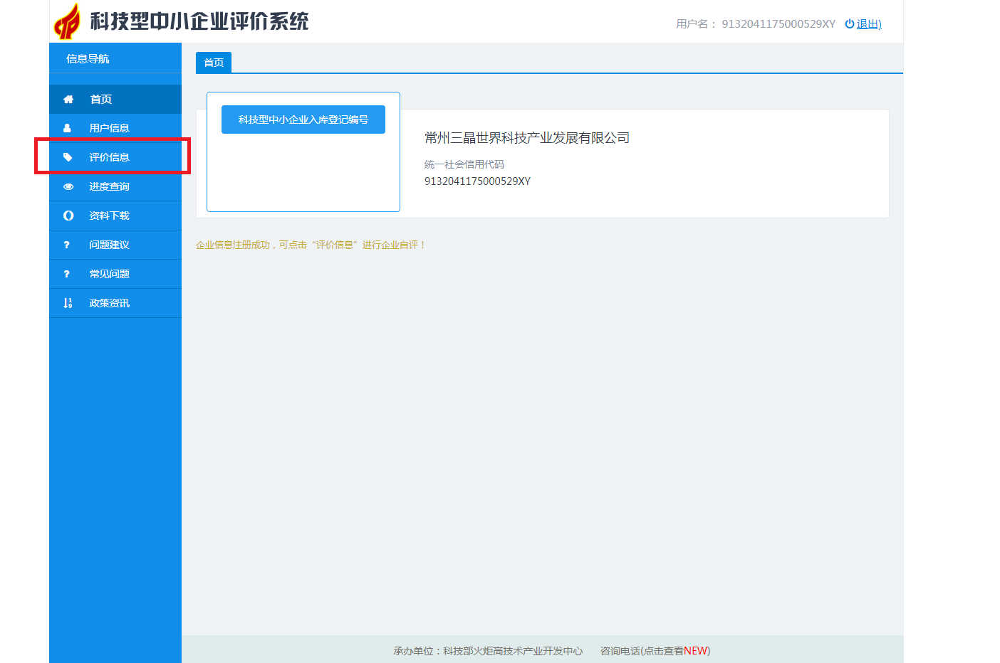 科技型中小企业评价系统
用户名： 9132041175000529XY 退出)
信息导航
首页
用户信息
评价信息
进度查询
资料下载
问题建议
常见问题
政策资讯
首页
科技型中小企业入库登记编号
常州三晶世界科技产业发展有限公司
统一社会信用代码
9132041175000529XY
企业信息注册成功，可点击“评价信息”进行企业自评！
承办单位：科技部火炬高技术产业开发中心 咨询电话(点击查看NEW)